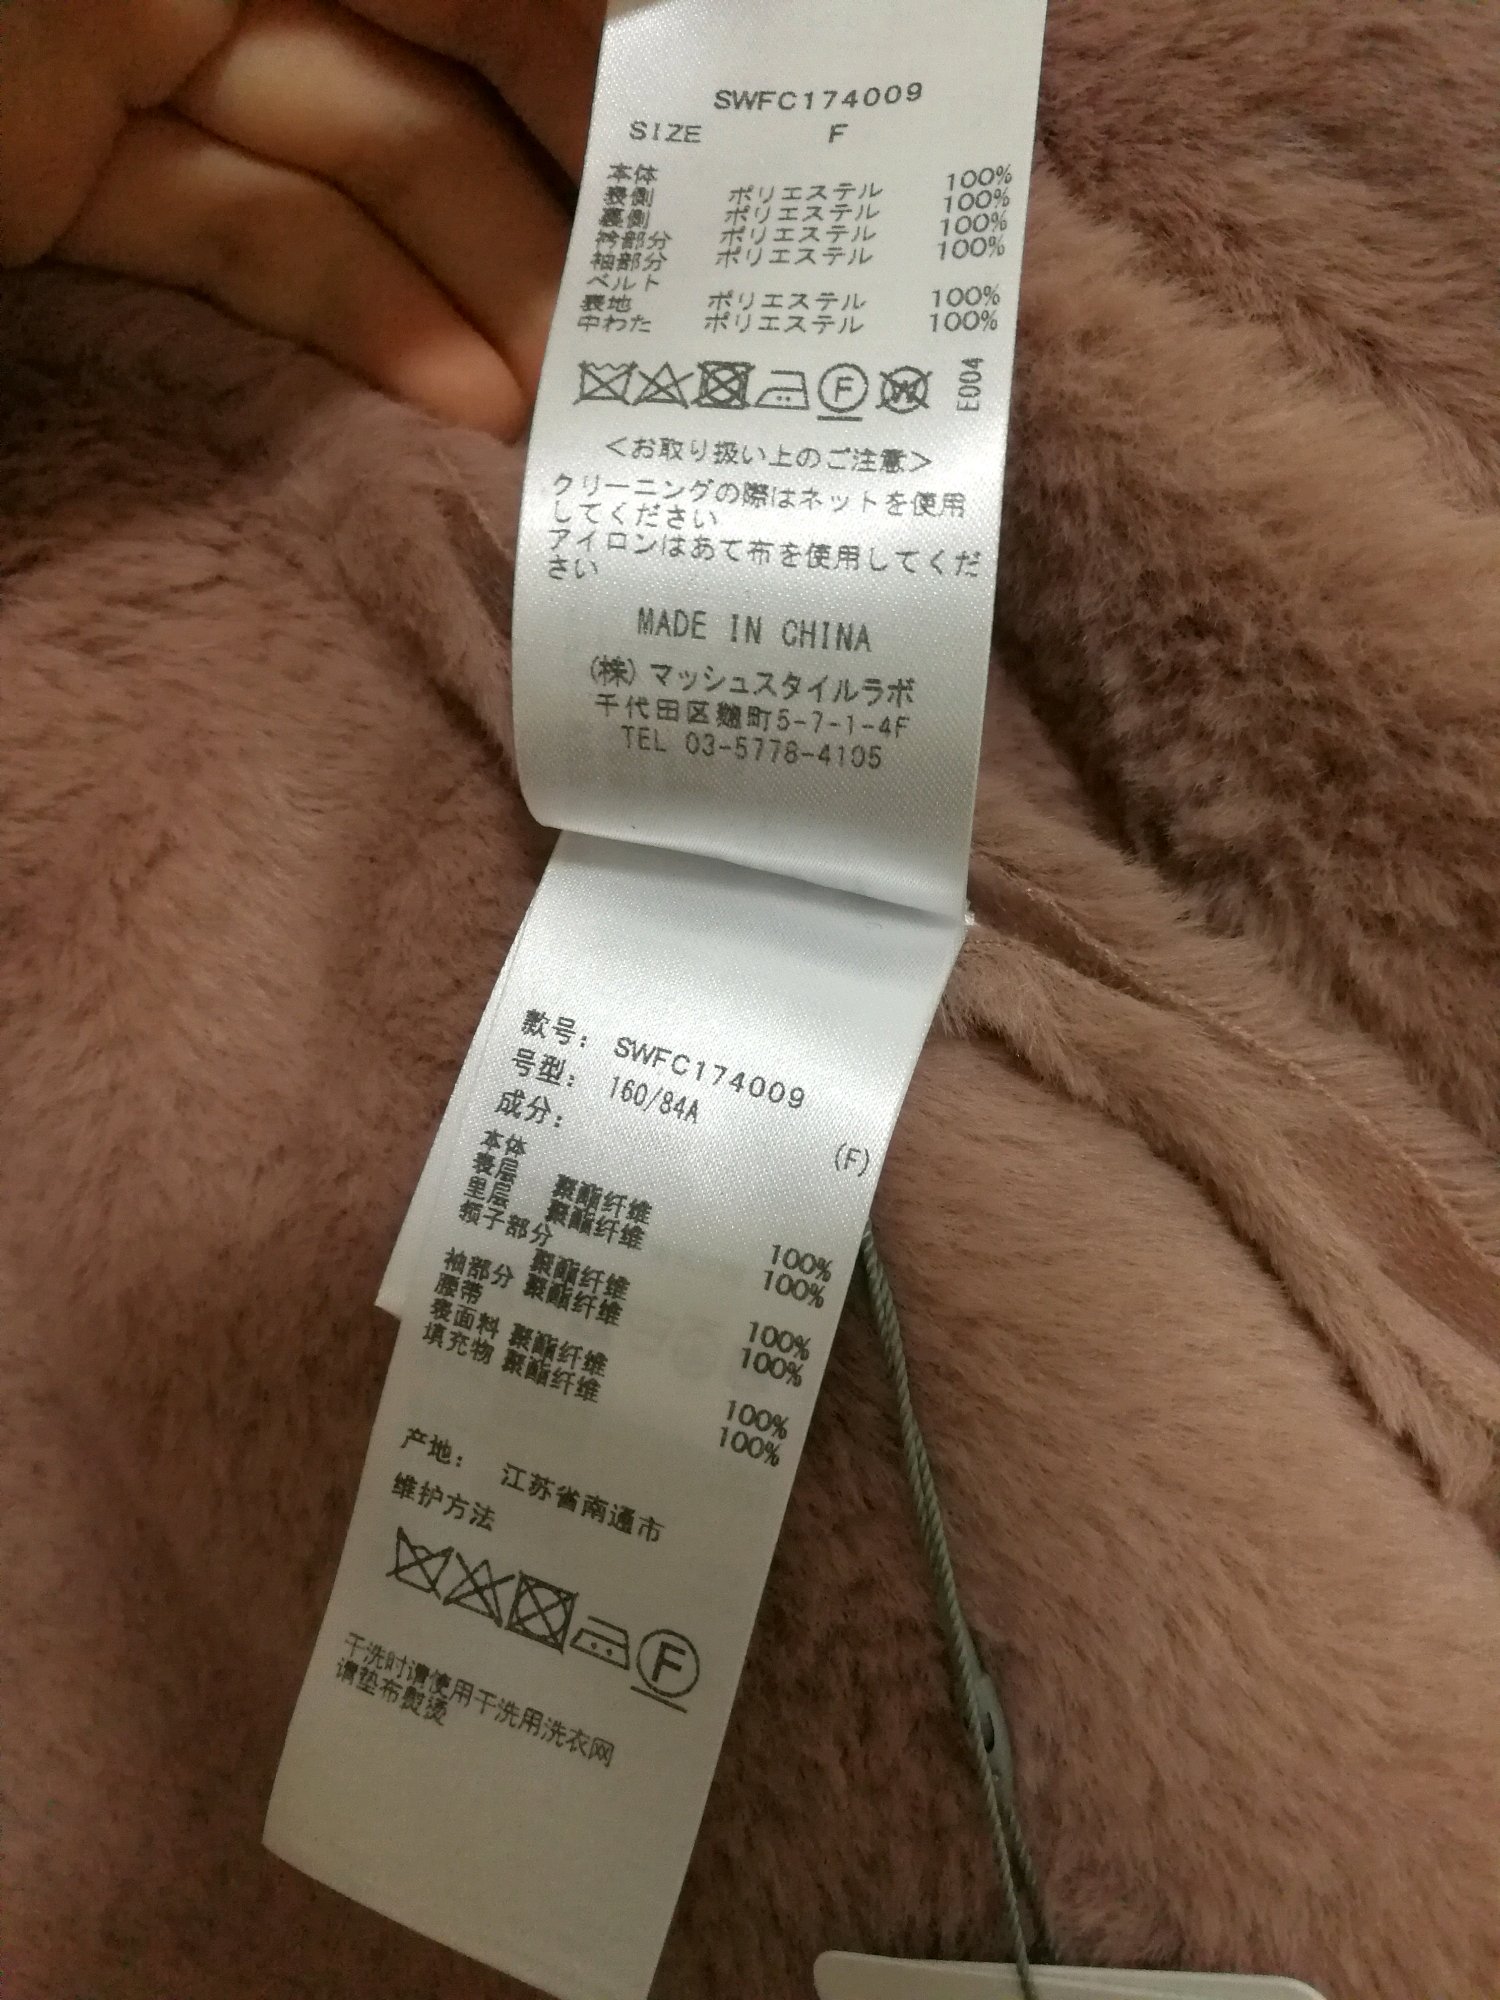 SWFC174009
SIZE F
本体
表側 ポリエステル 100%
裏側 ポリエステル 100%
衿部分 ポリエステル 100%
袖部分 ポリエステル 100%
ベルト
表地 ポリエステル 100%
中わた ポリエステル 100%
F W E004
<お取り扱い上のご注意>
クリーニングの際はネットを使用
してください
アイロンはあて布を使用してくだ
さい
MADE IN CHINA
(株)マッシュスタイルラボ
千代田区麹町5-7-1-4F
TEL 03-5778-4105
款号: SWFC174009
号型: 160/84A (F)
成分:
本体
表层 聚酯纤维 100%
里层 聚酯纤维 100%
领子部分
聚酯纤维 100%
袖部分 聚酯纤维 100%
腰带
表面料 聚酯纤维 100%
填充物 聚酯纤维 100%
产地: 江苏省南通市
维护方法
F
干洗时请使用干洗用洗衣网
请垫布熨烫